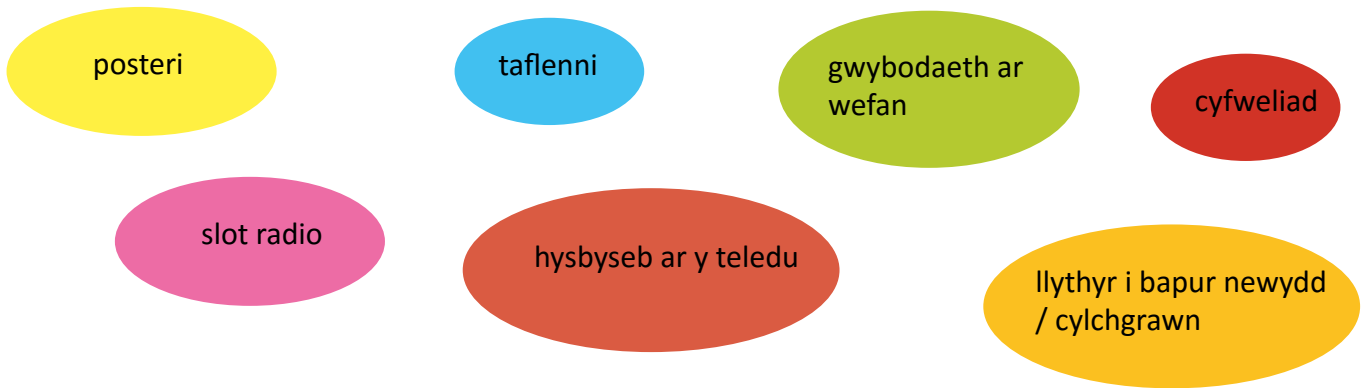 posteri
taflenni
gwybodaeth ar
wefan
cyfweliad
slot radio
hysbyseb ar y teledu
llythyr i bapur newydd
/ cylchgrawn